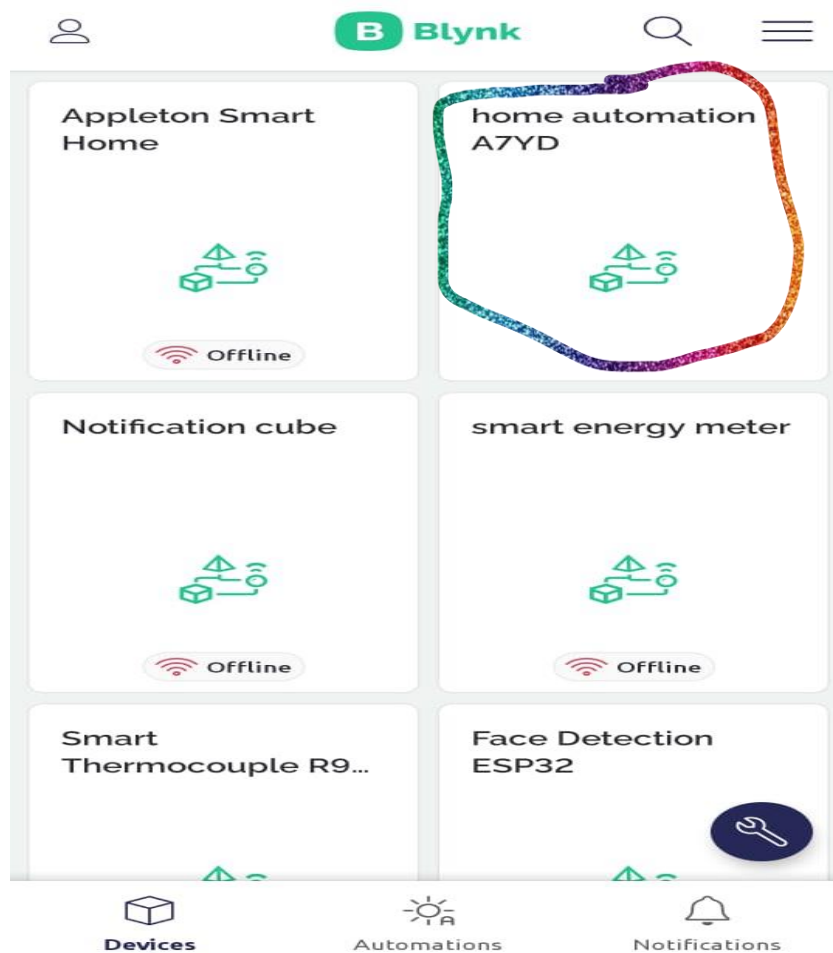 B Blynk
Appleton Smart
Home
Offline
home automation
A7YD
Notification cube
Offline
smart energy meter
Offline
Smart
Thermocouple R9...
Face Detection
ESP32
A
Devices
Automations
Notifications